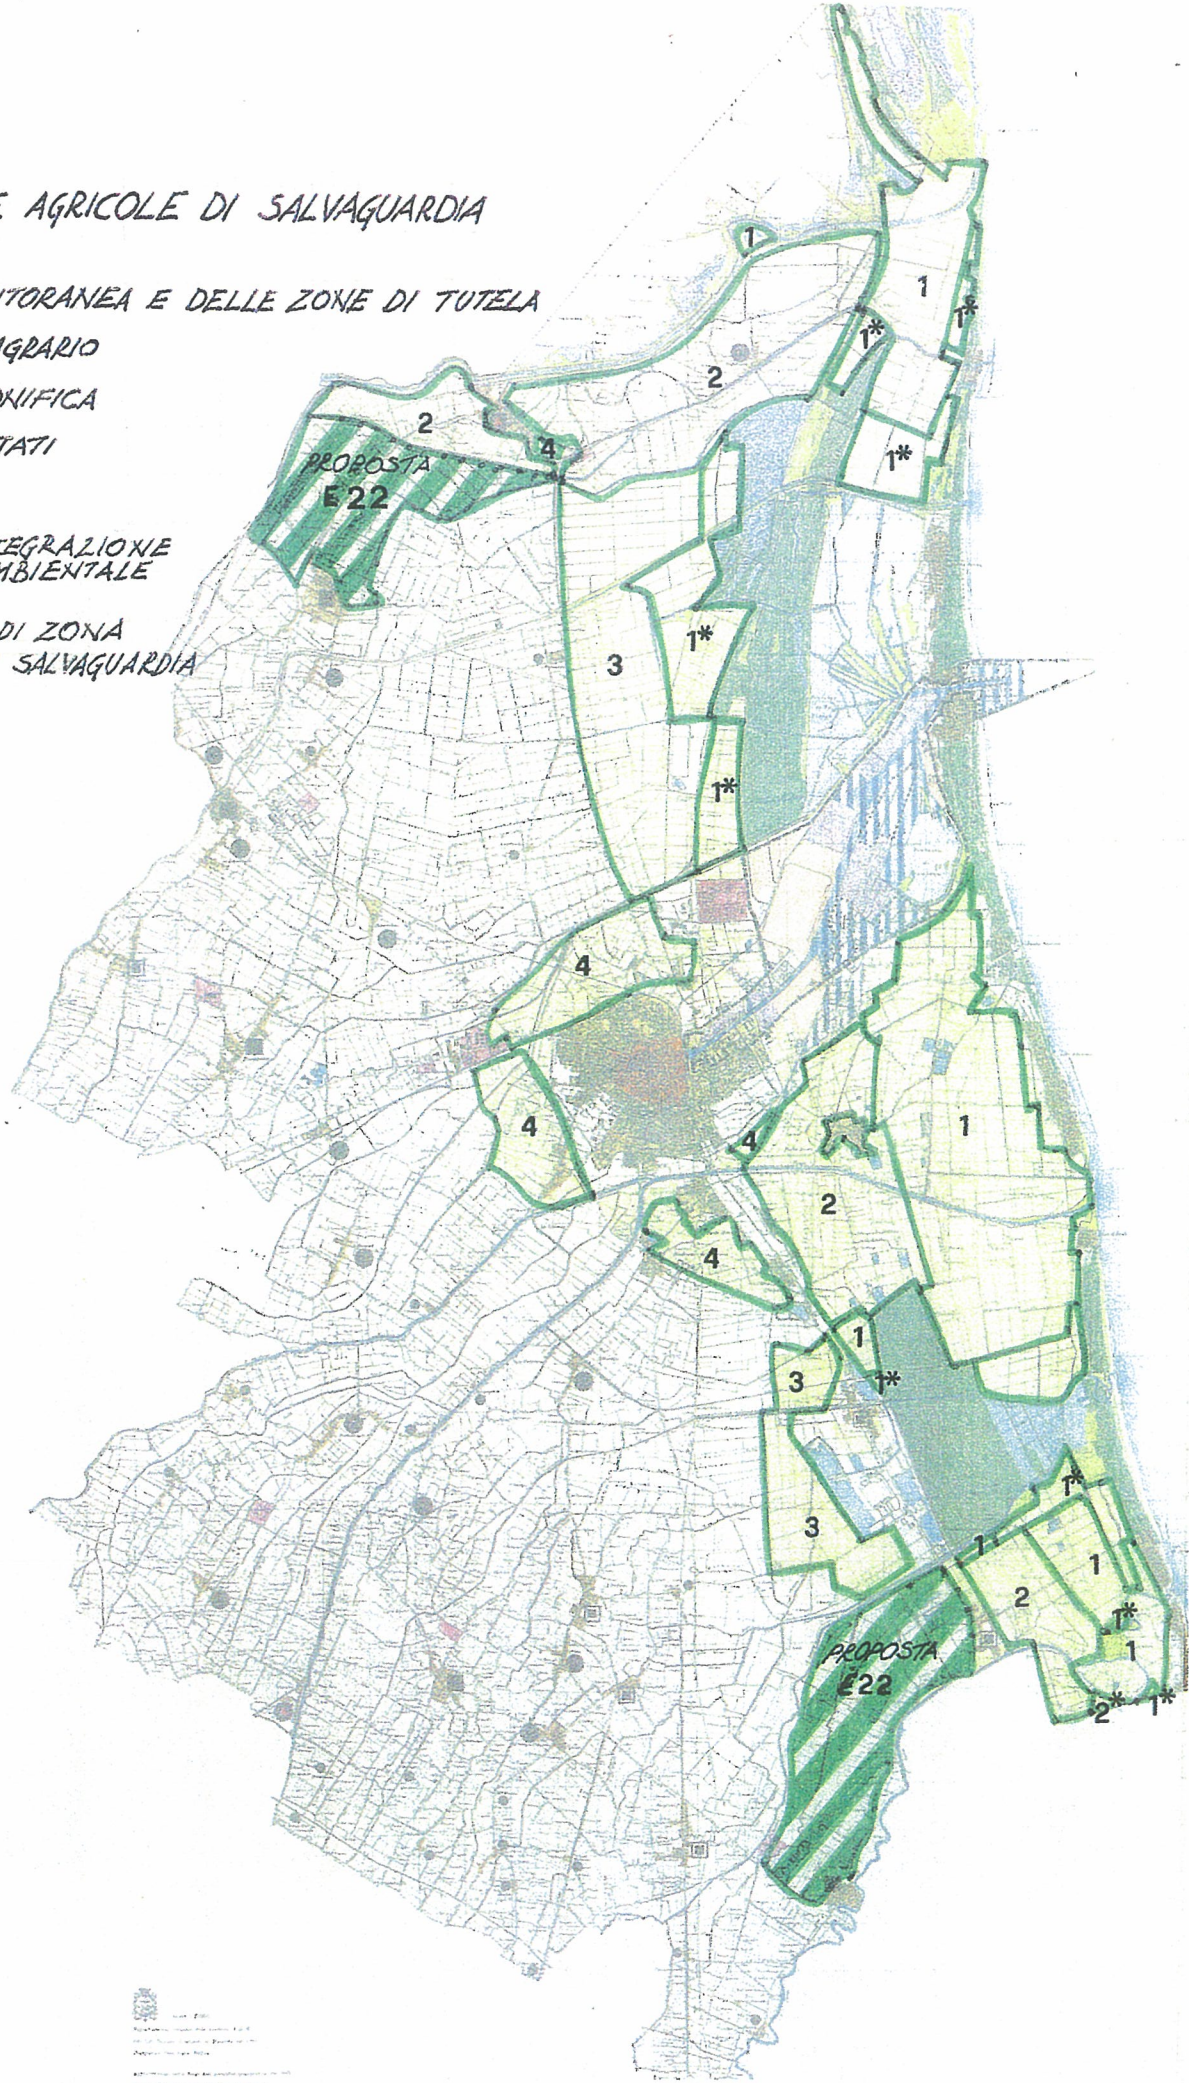 E AGRICOLE DI SALVAGUARDIA
ITORANEA E DELLE ZONE DI TUTELA
AGRARIO
ONIFICA
TATI
TEGRAZIONE
MBIENTALE
DI ZONA
SALVAGUARDIA
1
1
1*
1*
2
2
4
1*
PROPOSTA
E22
1*
3
1*
4
4
4
1
2
4
1
3
1*
1*
3
1
1
2
1*
1
PROPOSTA
E22
2*
1*